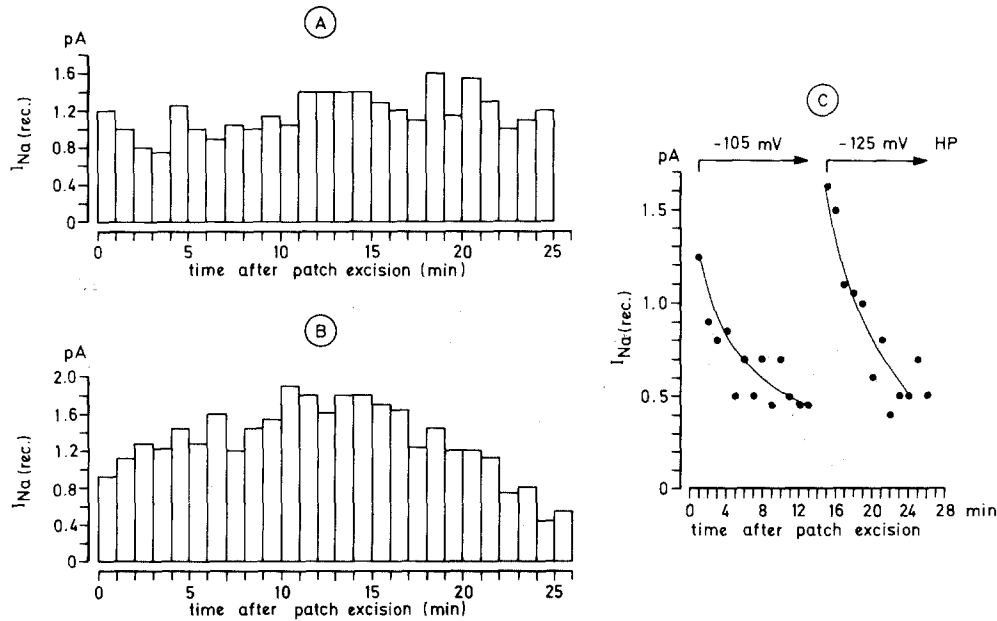 A
pA
1.6
1.2
0.8
0.4
0
INa(rec.)
0 5 10 15 20 25
time after patch excision (min)
B
pA
2.0
1.6
1.2
0.8
0.4
0
INa(rec.)
0 5 10 15 20 25
time after patch excision (min)
C
-105 mV -125 mV HP
pA
1.5
1.0
0.5
0
INa(rec.)
0 4 8 12 16 20 24 28 min
time after patch excision